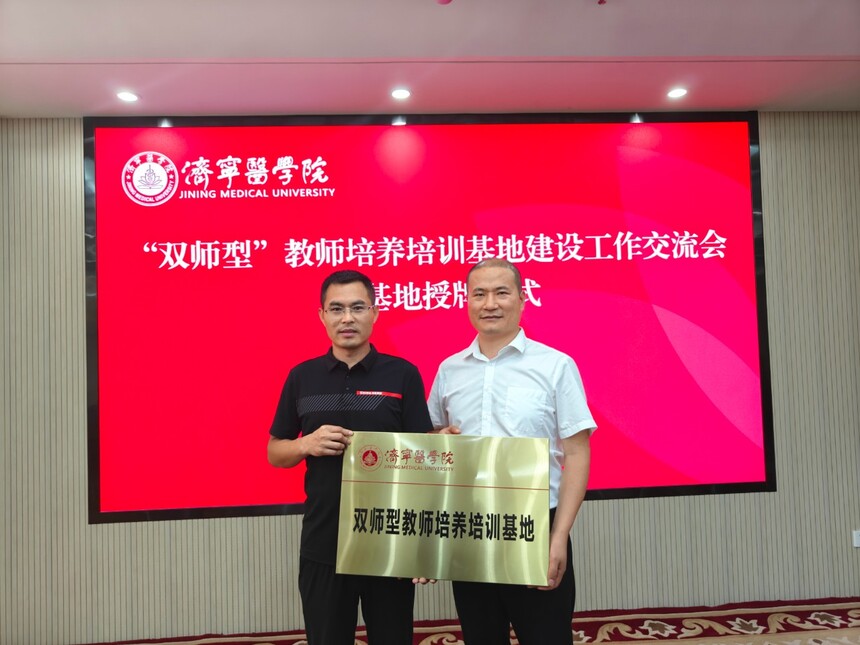 濟寧醫學院
JINING MEDICAL UNIVERSITY
“双师型”教师培养培训基地建设工作交流会
基地授牌 式
濟寧醫學院
JINING MEDICAL UNIVERSITY
双师型教师培养培训基地